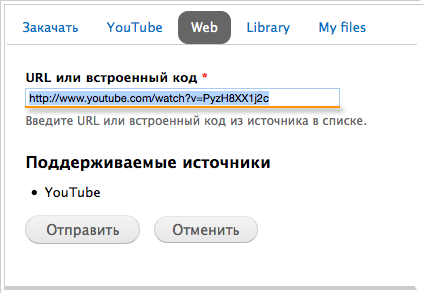 Закачать YouTube Web Library My files
URL или встроенный код *
http://www.youtube.com/watch?v=PyzH8XX1j2c
Введите URL или встроенный код из источника в списке.
Поддерживаемые источники
• YouTube
Отправить Отменить